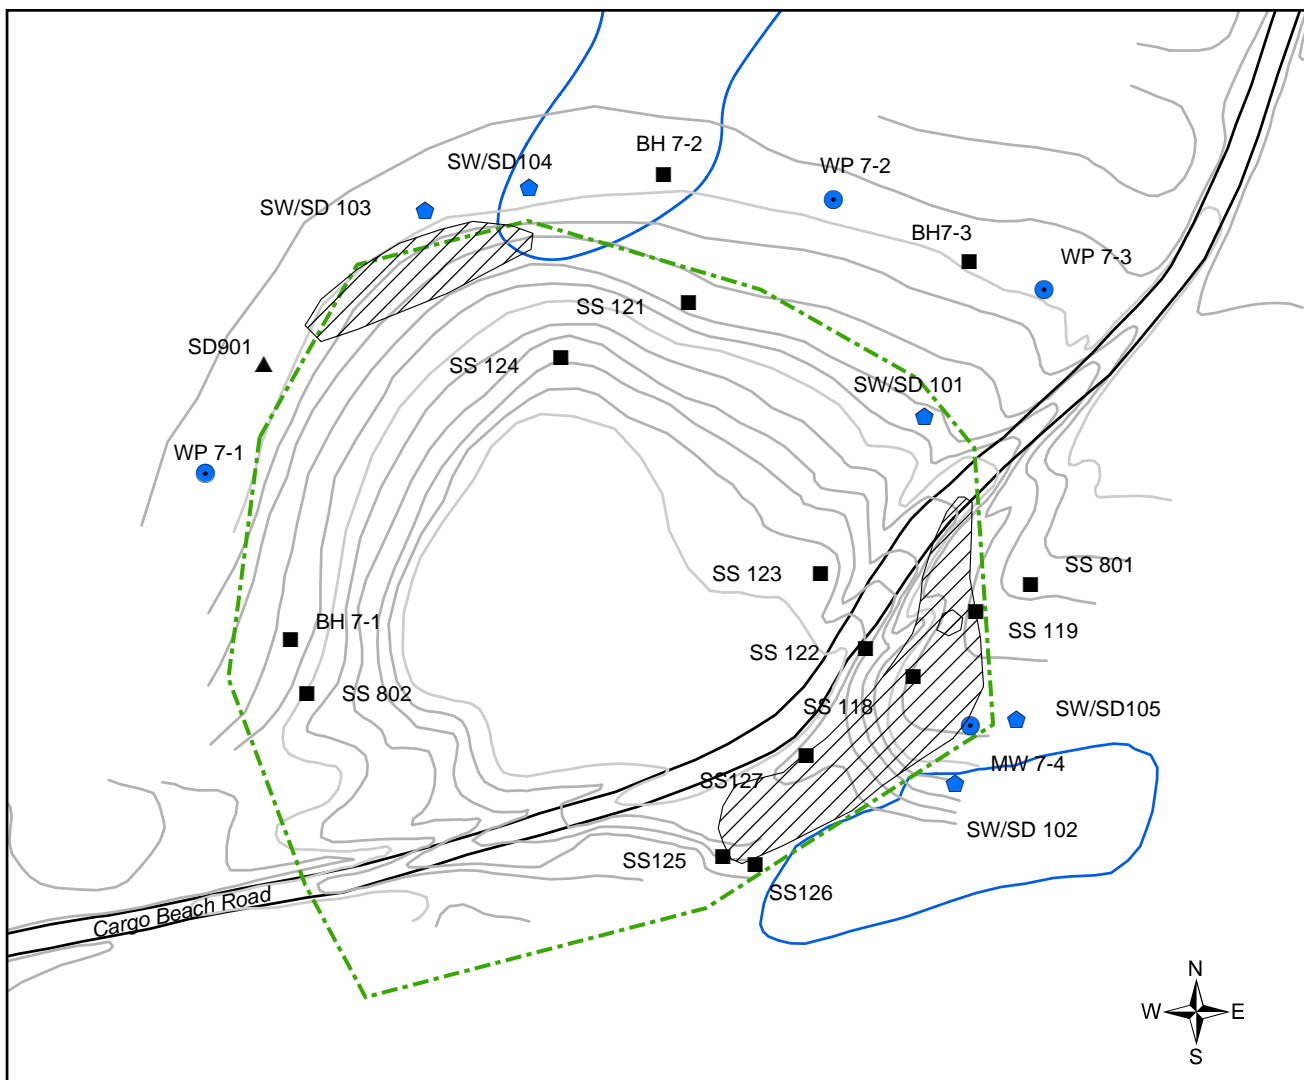 BH 7-2
SW/SD104
WP 7-2
SW/SD 103
BH7-3
WP 7-3
SS 121
SD901
SS 124
SW/SD 101
WP 7-1
SS 123
SS 801
BH 7-1
SS 119
SS 122
SS 802
SS 118
SW/SD105
MW 7-4
SS127
SW/SD 102
SS125
SS126
Cargo Beach Road
N
W E
S